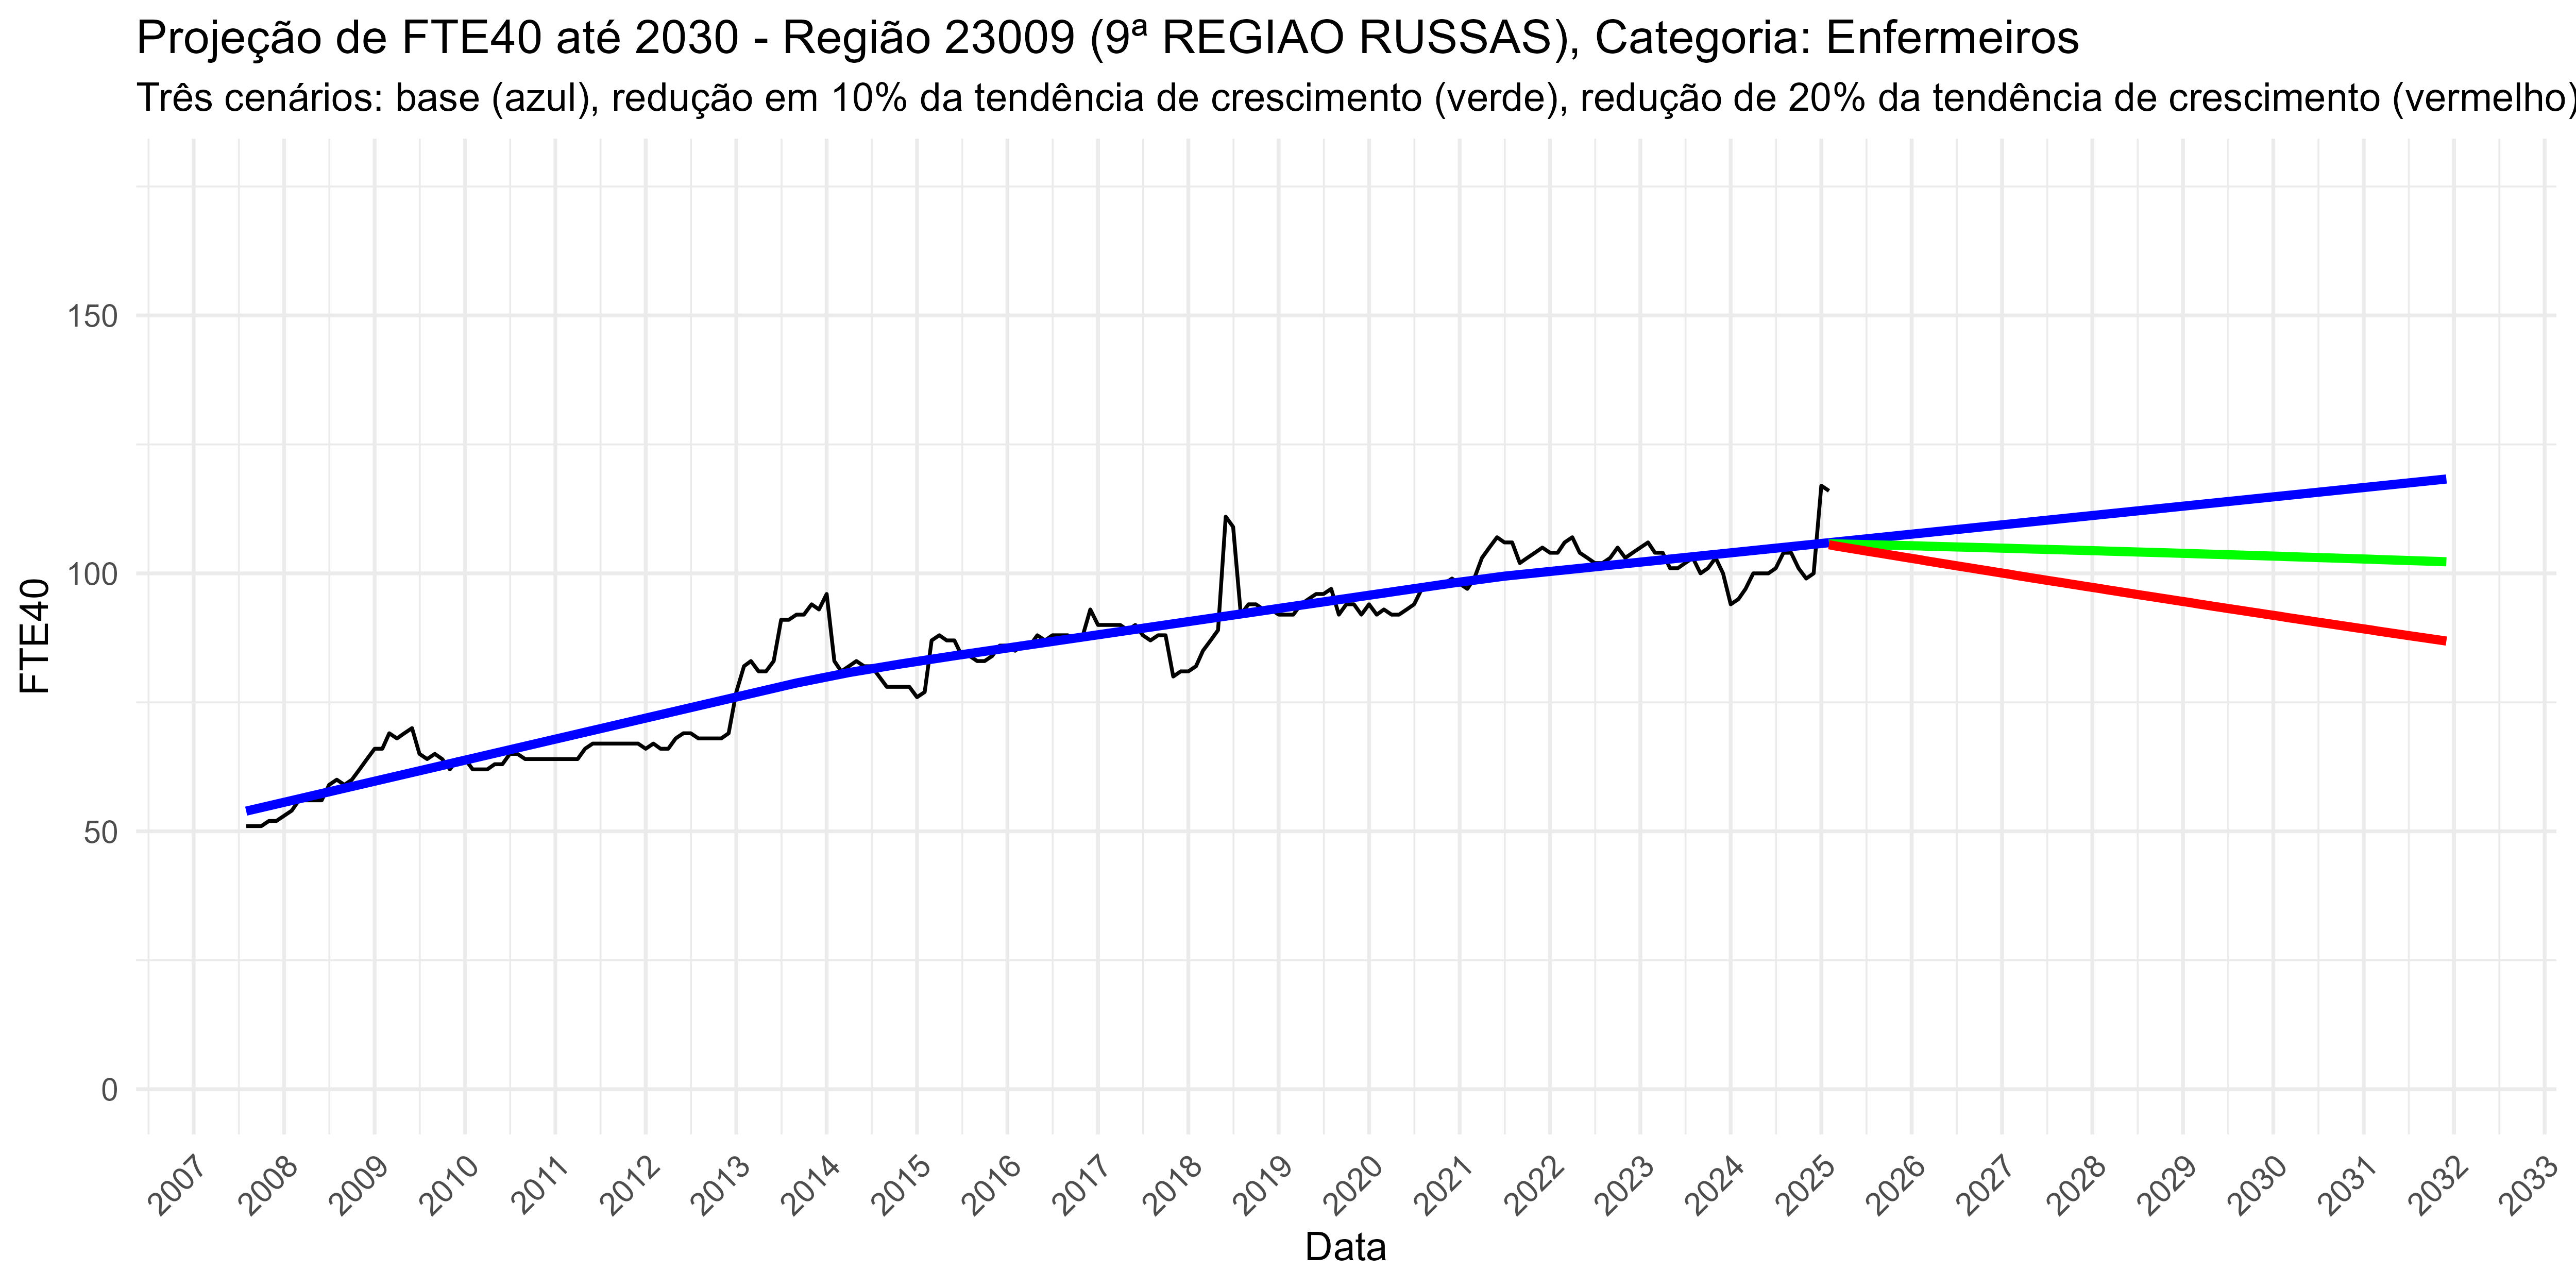 Projeção de FTE40 até 2030 - Região 23009 (9ª REGIAO RUSSAS), Categoria: Enfermeiros
Três cenários: base (azul), redução em 10% da tendência de crescimento (verde), redução de 20% da tendência de crescimento (vermelho)
150
100
50
0
FTE40
2007 2008 2009 2010 2011 2012 2013 2014 2015 2016 2017 2018 2019 2020 2021 2022 2023 2024 2025 2026 2027 2028 2029 2030 2031 2032 2033
Data